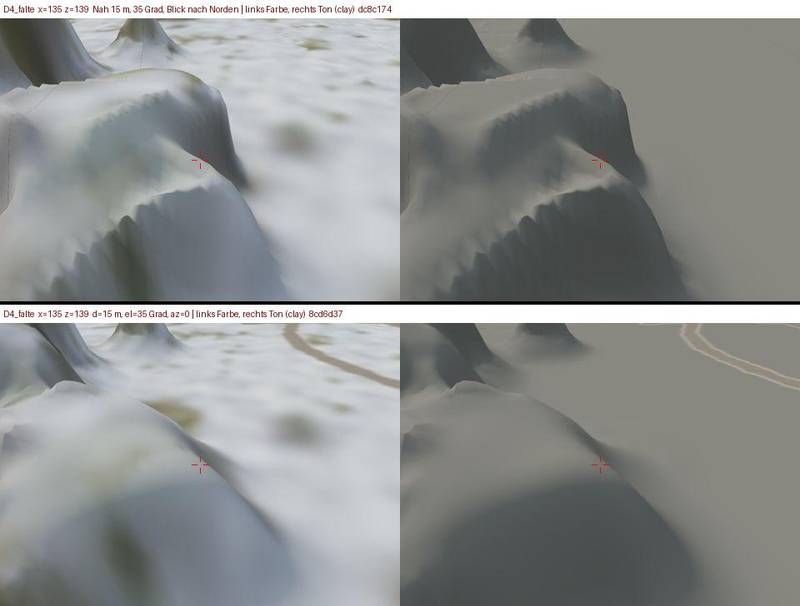 D4_falte x=135 z=139 Nah 15 m, 35 Grad, Blick nach Norden | links Farbe, rechts Ton (clay) dc8c174
D4_falte x=135 z=139 d=15 m, el=35 Grad, az=0 | links Farbe, rechts Ton (clay) 8cd6d37